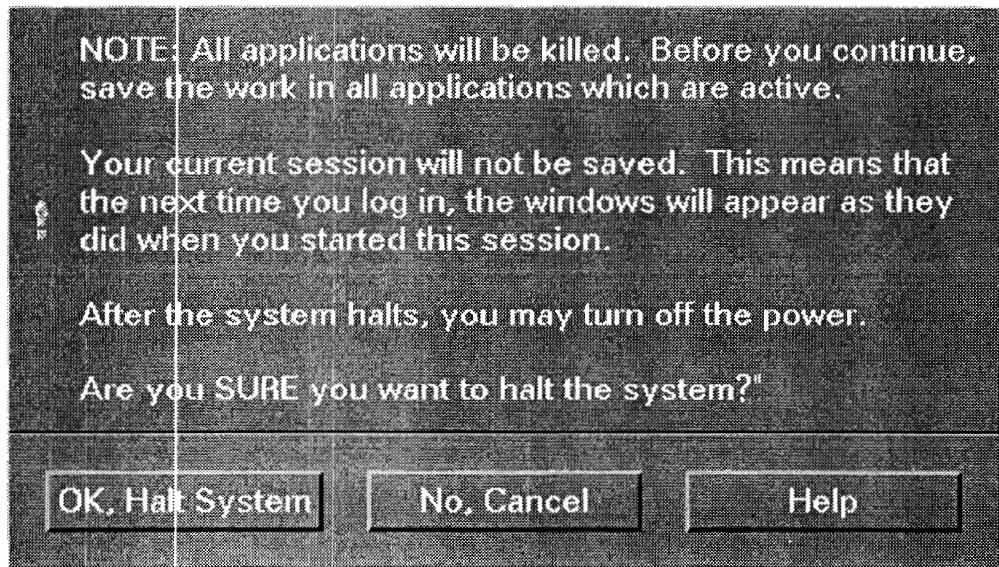 NOTE: All applications will be killed.  Before you continue,
save the work in all applications which are active.
Your current session will not be saved.  This means that
the next time you log in, the windows will appear as they
did when you started this session.
After the system halts, you may turn off the power.
Are you SURE you want to halt the system?"
OK, Halt System
No, Cancel
Help